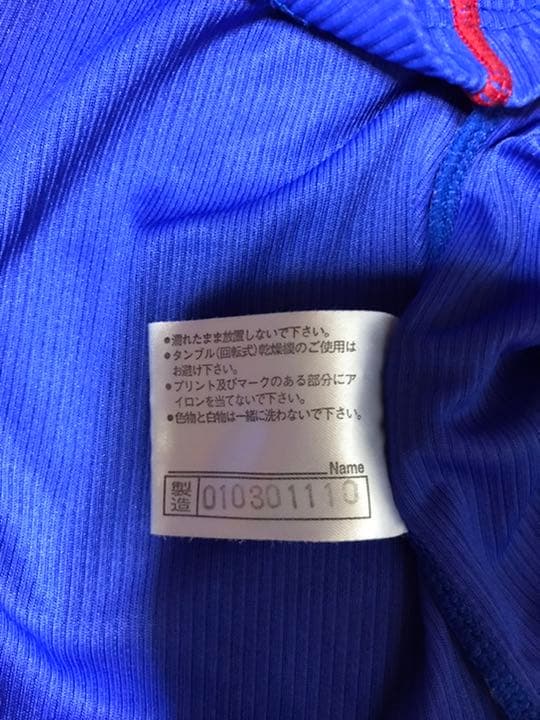 ●濡れたまま放置しないで下さい。
●タンブル(回転式)乾燥機のご使用は
お避け下さい。
●プリント及びマークのある部分にア
イロンを当てないで下さい。
●色物と白物は一緒に洗わないで下さい。
Name
製造 010301110